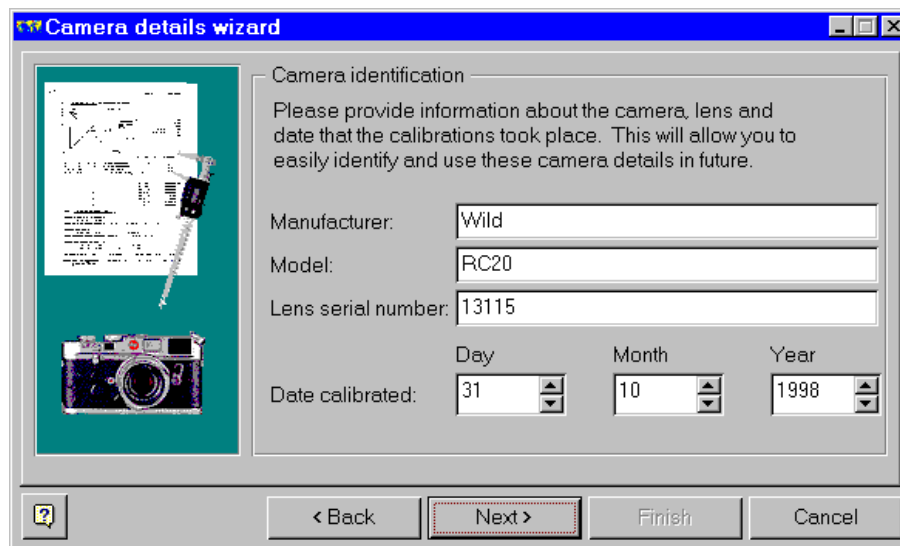 Camera details wizard
Camera identification
Please provide information about the camera, lens and
date that the calibrations took place. This will allow you to
easily identify and use these camera details in future.
Manufacturer: Wild
Model: RC20
Lens serial number: 13115
Day Month Year
Date calibrated: 31 10 1998
< Back Next > Finish Cancel